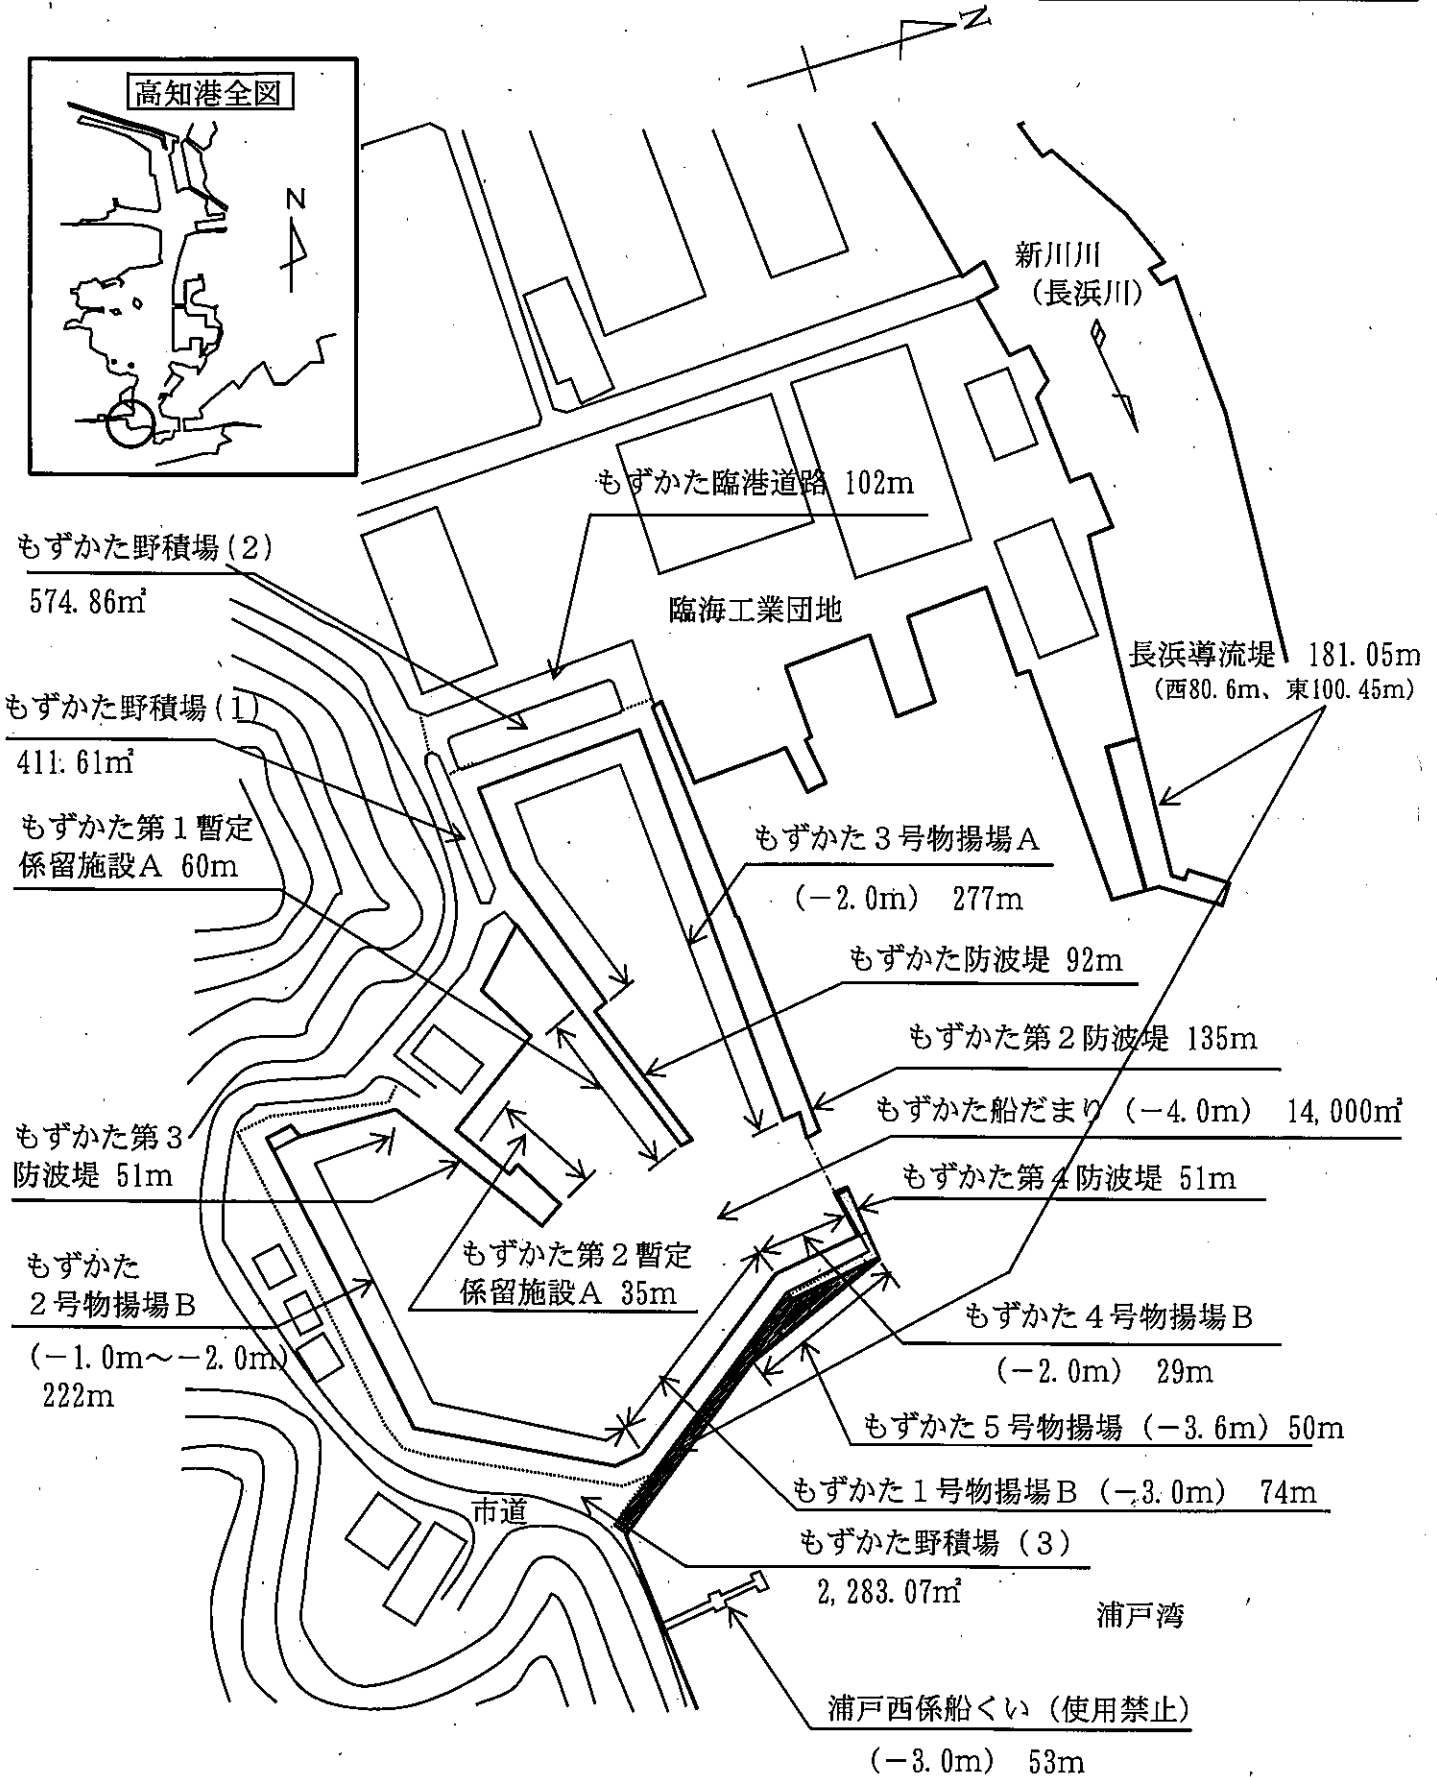 N
高知港全図
N
新川川
(長浜川)
もずかた臨港道路 102m
もずかた野積場(2)
574.86㎡
臨海工業団地
長浜導流堤 181.05m
(西80.6m、東100.45m)
もずかた野積場(1)
411.61㎡
もずかた第1暫定
係留施設A 60m
もずかた3号物揚場A
(-2.0m) 277m
もずかた防波堤 92m
もずかた第2防波堤 135m
もずかた船だまり (-4.0m) 14,000㎡
もずかた第3
防波堤 51m
もずかた第4防波堤 51m
もずかた第2暫定
係留施設A 35m
もずかた
2号物揚場B
(-1.0m~-2.0m)
222m
もずかた4号物揚場B
(-2.0m) 29m
もずかた5号物揚場 (-3.6m) 50m
もずかた1号物揚場B (-3.0m) 74m
市道
もずかた野積場 (3)
2,283.07㎡
浦戸湾
浦戸西係船くい (使用禁止)
(-3.0m) 53m